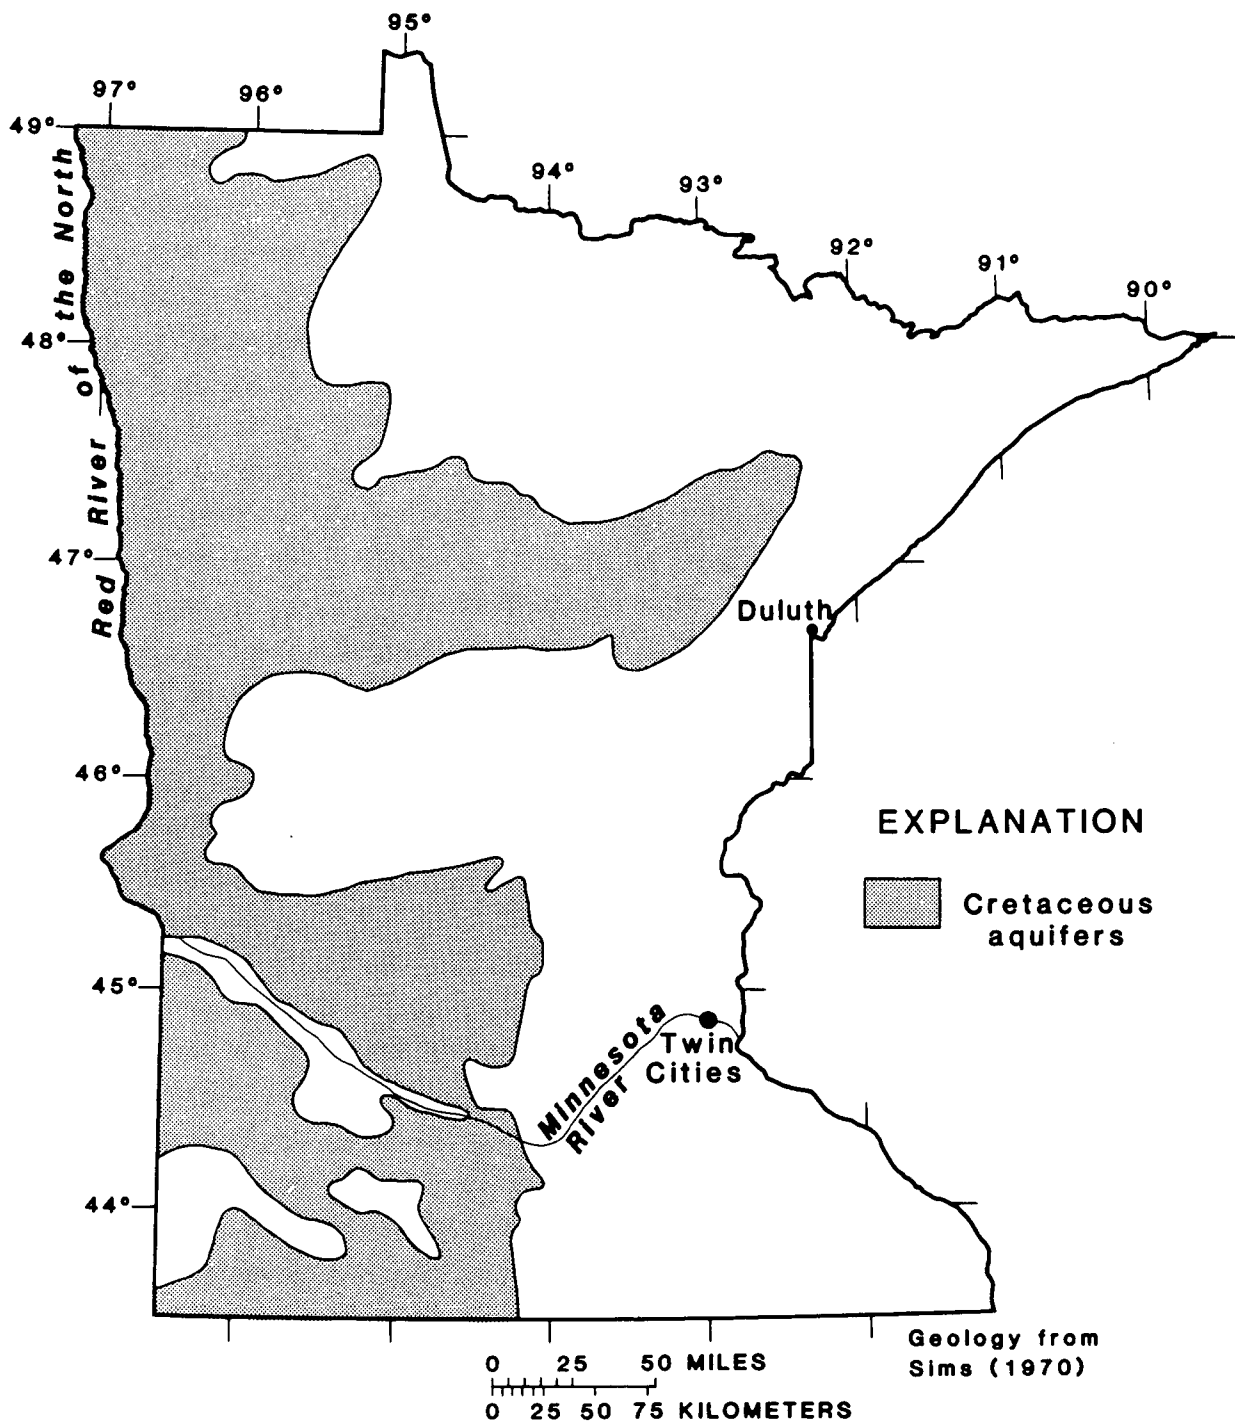 95°
97°
96°
49°
94°
93°
92°
91°
90°
Red River of the North
48°
47°
Duluth
46°
EXPLANATION
Cretaceous
aquifers
45°
Minnesota
River
Twin
Cities
44°
Geology from
Sims (1970)
0 25 50 MILES
0 25 50 75 KILOMETERS